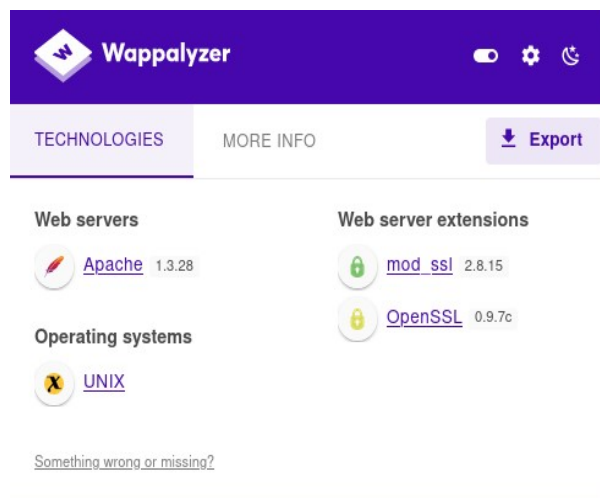 Wappalyzer
TECHNOLOGIES
MORE INFO
Export
Web servers
Apache 1.3.28
Operating systems
UNIX
Web server extensions
mod_ssl 2.8.15
OpenSSL 0.9.7c
Something wrong or missing?